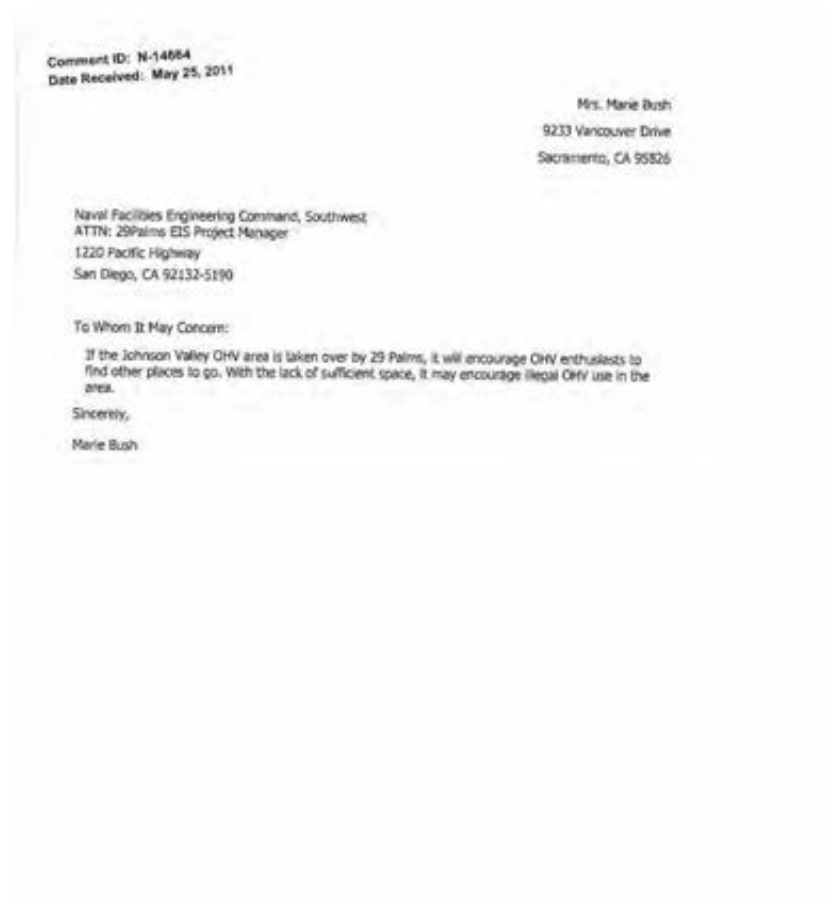 Comment ID: N-14664
Date Received: May 25, 2011
Mrs. Marie Bush
9233 Vancouver Drive
Sacramento, CA 95826
Naval Facilities Engineering Command, Southwest
ATTN: 29Palms EIS Project Manager
1220 Pacific Highway
San Diego, CA 92132-5190
To Whom It May Concern:
If the Johnson Valley OHV area is taken over by 29 Palms, it will encourage OHV enthusiasts to
find other places to go. With the lack of sufficient space, it may encourage illegal OHV use in the
area.
Sincerely,
Marie Bush